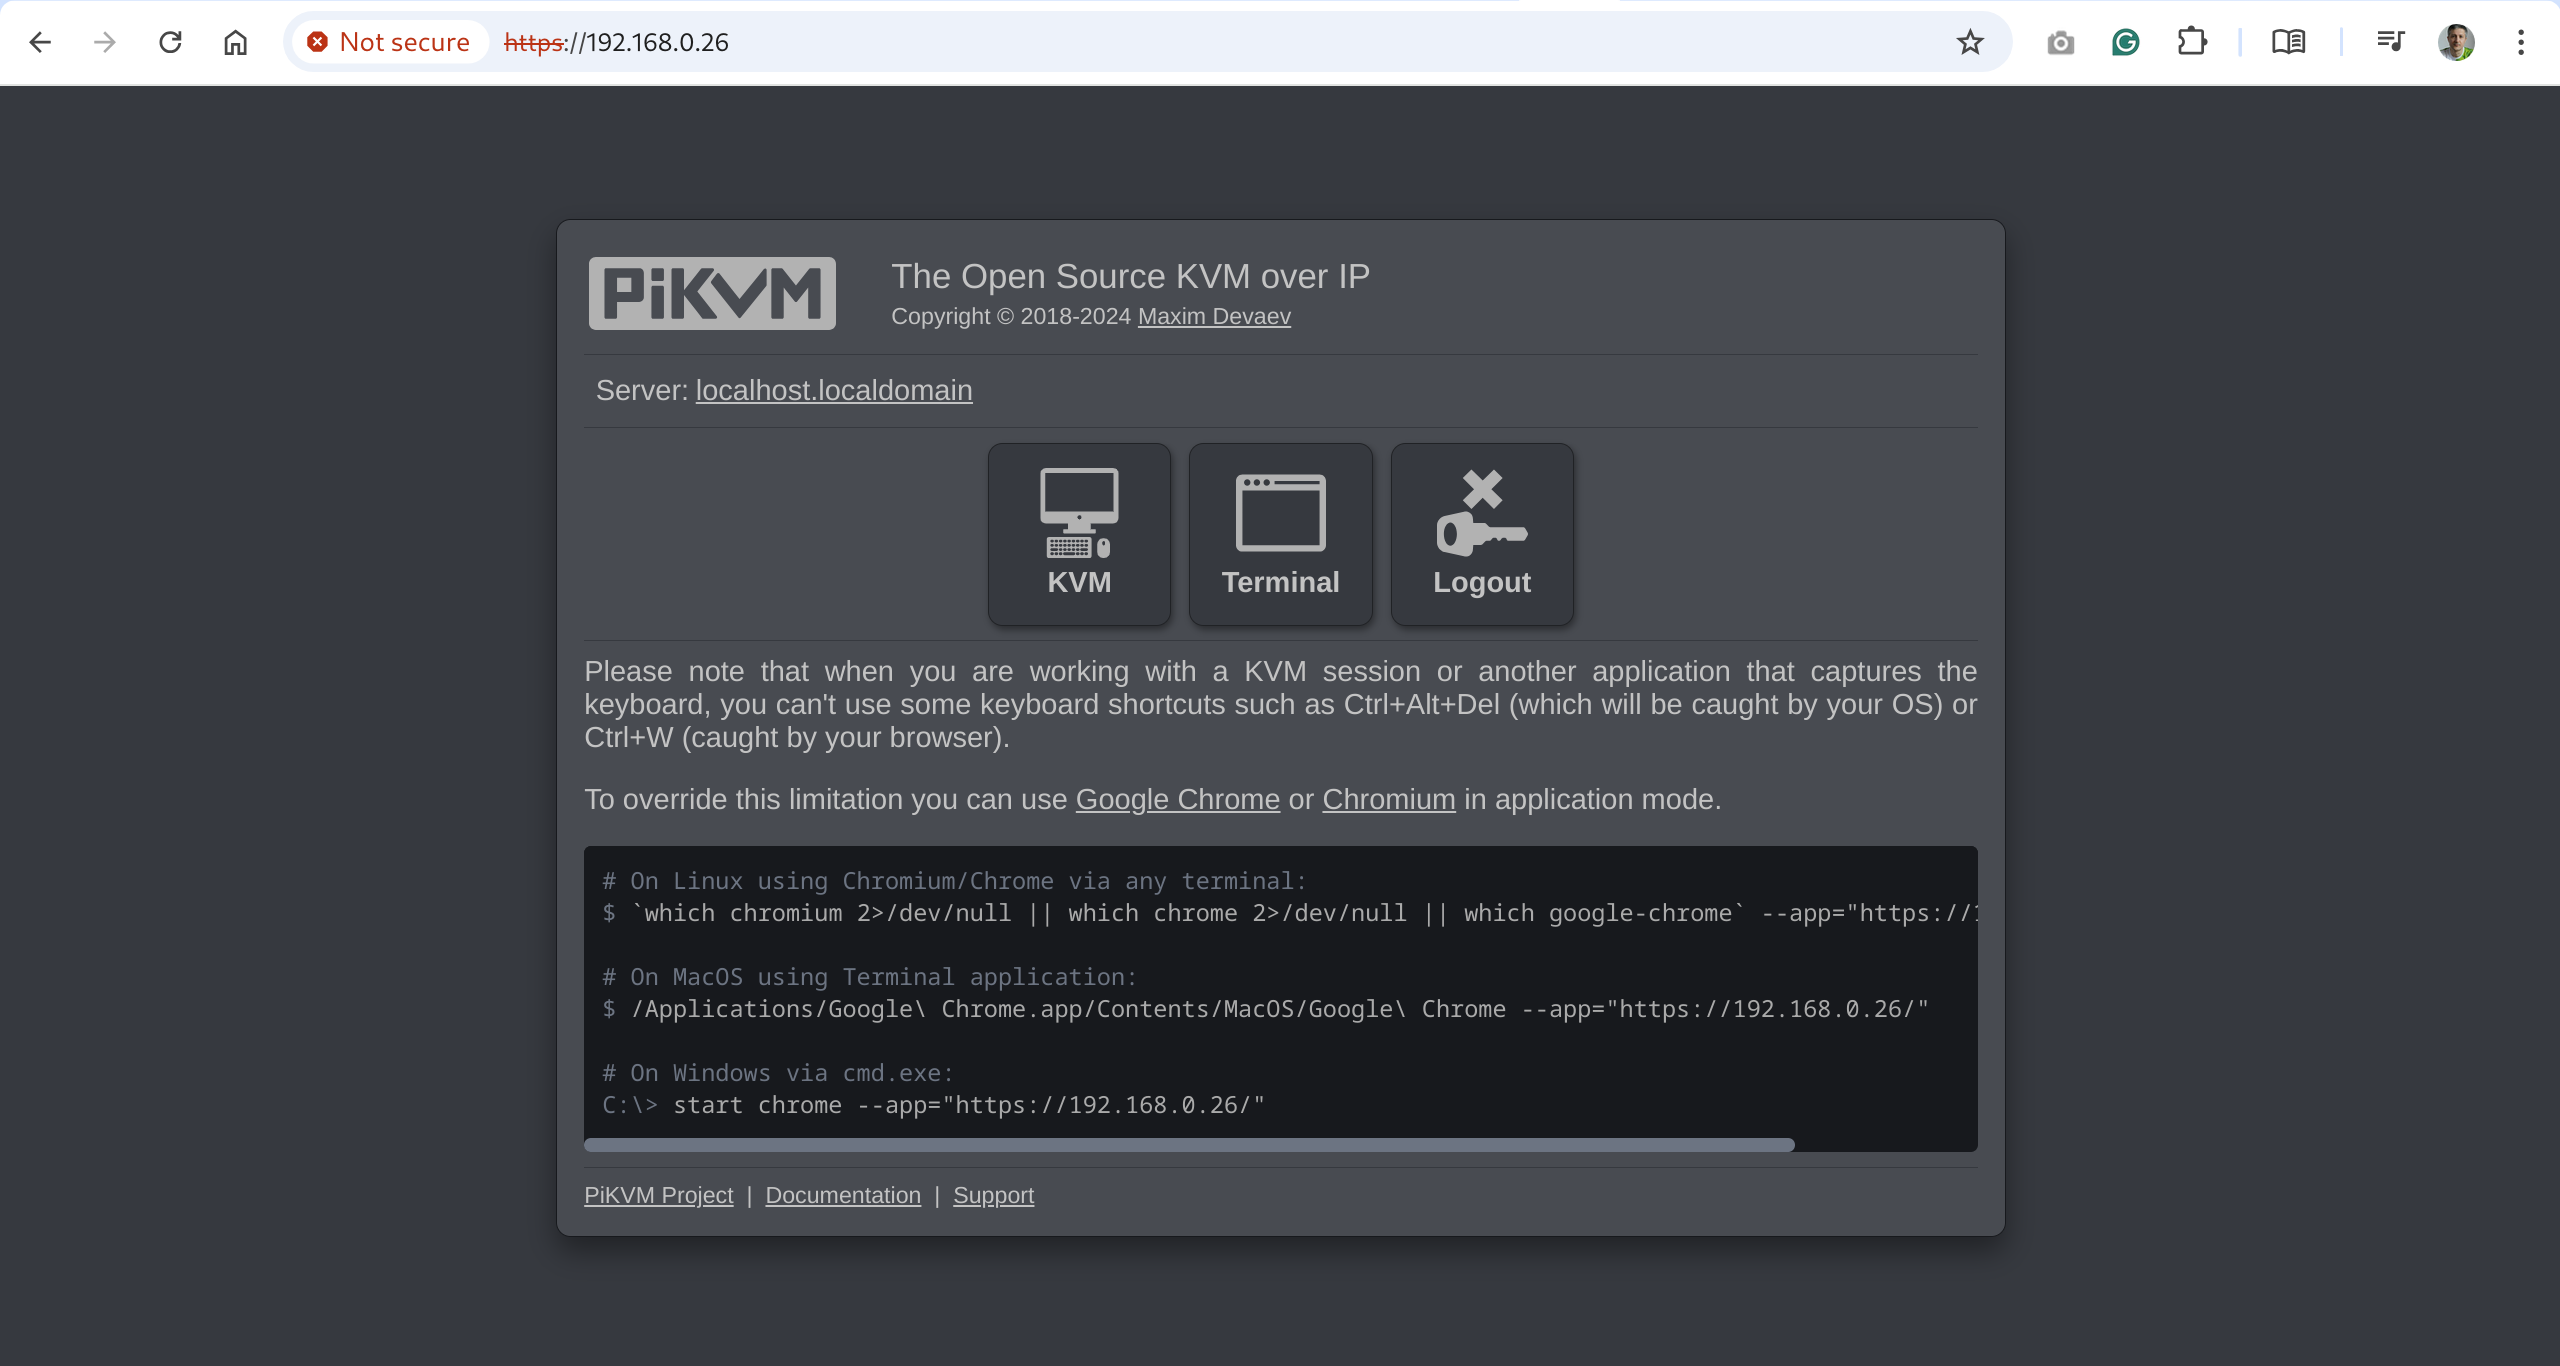 Not secure https://192.168.0.26
PiKVM
The Open Source KVM over IP
Copyright © 2018-2024 Maxim Devaev
Server: localhost.localdomain
KVM Terminal Logout
Please note that when you are working with a KVM session or another application that captures the
keyboard, you can't use some keyboard shortcuts such as Ctrl+Alt+Del (which will be caught by your OS) or
Ctrl+W (caught by your browser).
To override this limitation you can use Google Chrome or Chromium in application mode.
# On Linux using Chromium/Chrome via any terminal:
$ `which chromium 2>/dev/null || which chrome 2>/dev/null || which google-chrome` --app="https://1
# On MacOS using Terminal application:
$ /Applications/Google\ Chrome.app/Contents/MacOS/Google\ Chrome --app="https://192.168.0.26/"
# On Windows via cmd.exe:
C:\> start chrome --app="https://192.168.0.26/"
PiKVM Project | Documentation | Support